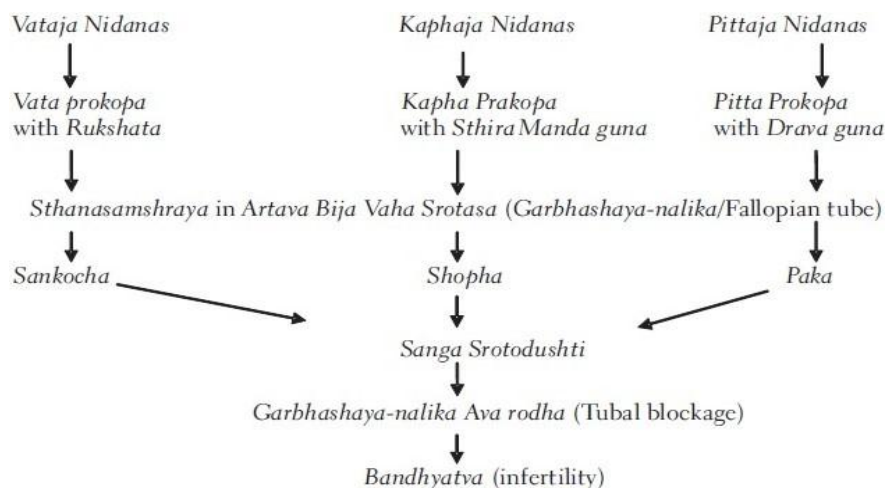 Vataja Nidanas
Kaphaja Nidanas
Pittaja Nidanas
Vata prokopa
with Rukshata
Kapha Prakopa
with Sthira Manda guna
Pitta Prokopa
with Drava guna
Sthanasamshraya in Artava Bija Vaha Srotasa (Garbhashaya-nalika/Fallopian tube)
Sankocha
Shopha
Paka
Sanga Srotodushti
Garbhashaya-nalika Ava rodha (Tubal blockage)
Bandhyatva (infertility)